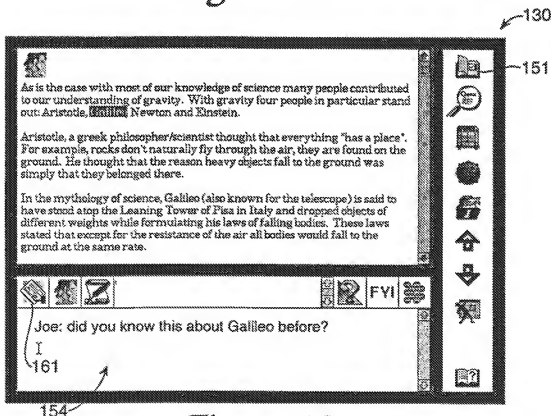 130
151
As is the case with most of our knowledge of science many people contributed
to our understanding of gravity. With gravity four people in particular stand
out: Aristotle, Galileo, Newton and Einstein.
Aristotle, a greek philosopher/scientist thought that everything "has a place".
For example, rocks don't naturally fly through the air, they are found on the
ground. He thought that the reason heavy objects fall to the ground was
simply that they belonged there.
In the mythology of science, Galileo (also known for the telescope) is said to
have stood atop the Leaning Tower of Pisa in Italy and dropped objects of
different weights while formulating his laws of falling bodies. These laws
stated that except for the resistance of the air all bodies would fall to the
ground at the same rate.
FYI
Joe: did you know this about Galileo before?
161
154